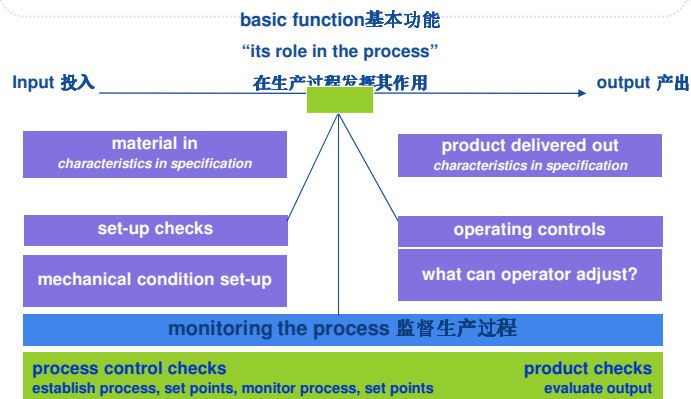 basic function基本功能
“its role in the process”
Input 投入
在生产过程发挥其作用
output 产出
material in
characteristics in specification
product delivered out
characteristics in specification
set-up checks
operating controls
mechanical condition set-up
what can operator adjust?
monitoring the process 监督生产过程
process control checks
product checks
establish process, set points, monitor process, set points
evaluate output